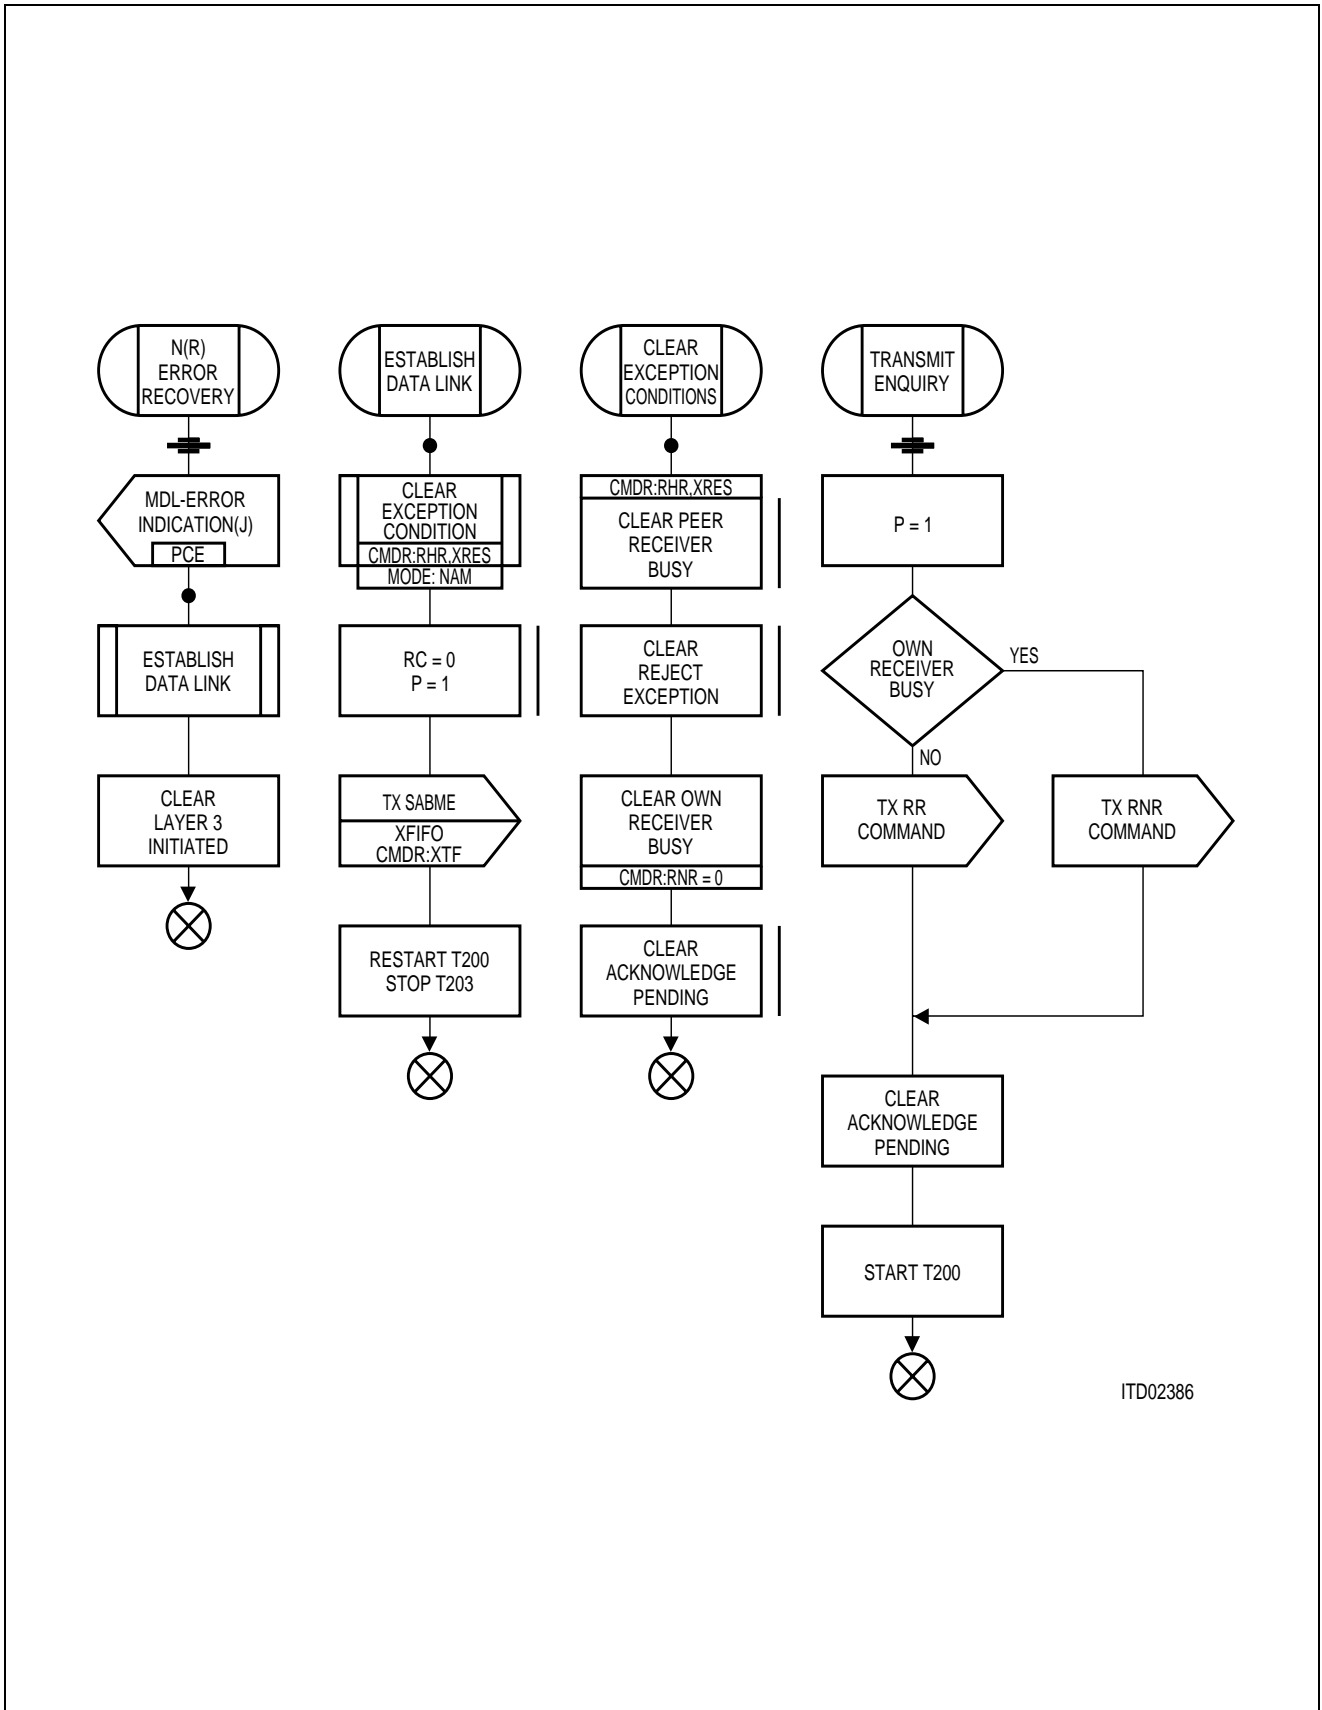 N(R)
ERROR
RECOVERY
MDL-ERROR
INDICATION(J)
PCE
ESTABLISH
DATA LINK
CLEAR
LAYER 3
INITIATED
ESTABLISH
DATA LINK
CLEAR
EXCEPTION
CONDITION
CMDR:RHR,XRES
MODE: NAM
RC = 0
P = 1
TX SABME
XFIFO
CMDR:XTF
RESTART T200
STOP T203
CLEAR
EXCEPTION
CONDITIONS
CMDR:RHR,XRES
CLEAR PEER
RECEIVER
BUSY
CLEAR
REJECT
EXCEPTION
CLEAR OWN
RECEIVER
BUSY
CMDR:RNR = 0
CLEAR
ACKNOWLEDGE
PENDING
TRANSMIT
ENQUIRY
P = 1
OWN
RECEIVER
BUSY
YES
NO
TX RR
COMMAND
TX RNR
COMMAND
CLEAR
ACKNOWLEDGE
PENDING
START T200
ITD02386